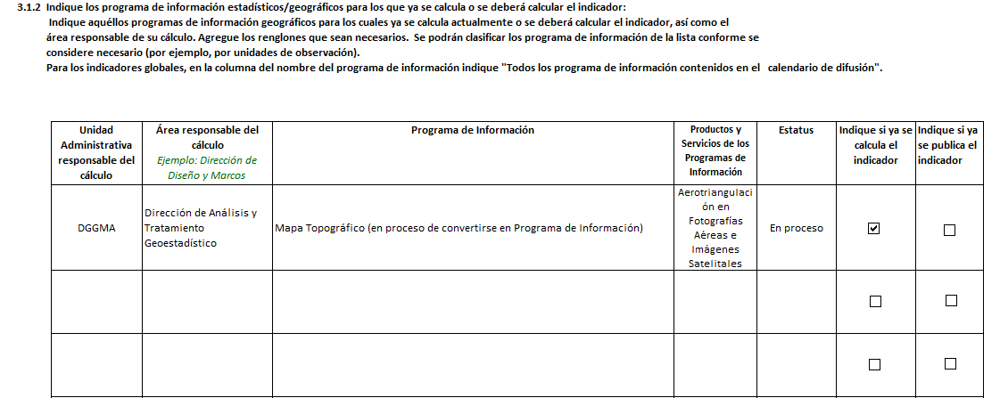 3.1.2 Indique los programa de información estadísticos/geográficos para los que ya se calcula o se deberá calcular el indicador:
Indique aquéllos programas de información geográficos para los cuales ya se calcula actualmente o se deberá calcular el indicador, así como el
área responsable de su cálculo. Agregue los renglones que sean necesarios. Se podrán clasificar los programa de información de la lista conforme se
considere necesario (por ejemplo, por unidades de observación).
Para los indicadores globales, en la columna del nombre del programa de información indique "Todos los programa de información contenidos en el calendario de difusión".
Unidad
Administrativa
responsable del
cálculo
Área responsable del
cálculo
Ejemplo: Dirección de
Diseño y Marcos
Programa de Información
Productos y
Servicios de los
Programas de
Información
Estatus
Indique si ya se
calcula el
indicador
Indique si ya
se publica el
indicador
DGGMA
Dirección de Análisis y
Tratamiento
Geoestadístico
Mapa Topográfico (en proceso de convertirse en Programa de Información)
Aerotriangulaci
ón en
Fotografías
Aéreas e
Imágenes
Satelitales
En proceso